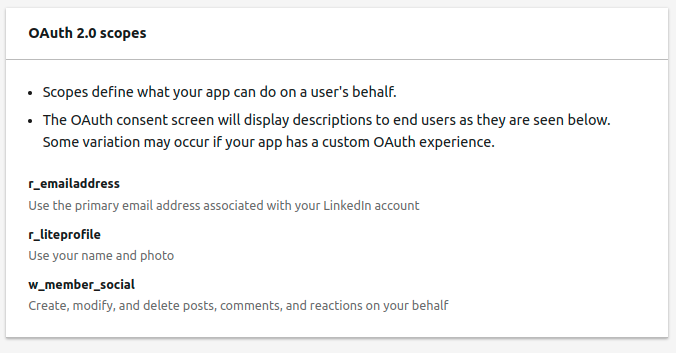 OAuth 2.0 scopes
• Scopes define what your app can do on a user's behalf.
• The OAuth consent screen will display descriptions to end users as they are seen below.
Some variation may occur if your app has a custom OAuth experience.
r_emailaddress
Use the primary email address associated with your LinkedIn account
r_liteprofile
Use your name and photo
w_member_social
Create, modify, and delete posts, comments, and reactions on your behalf